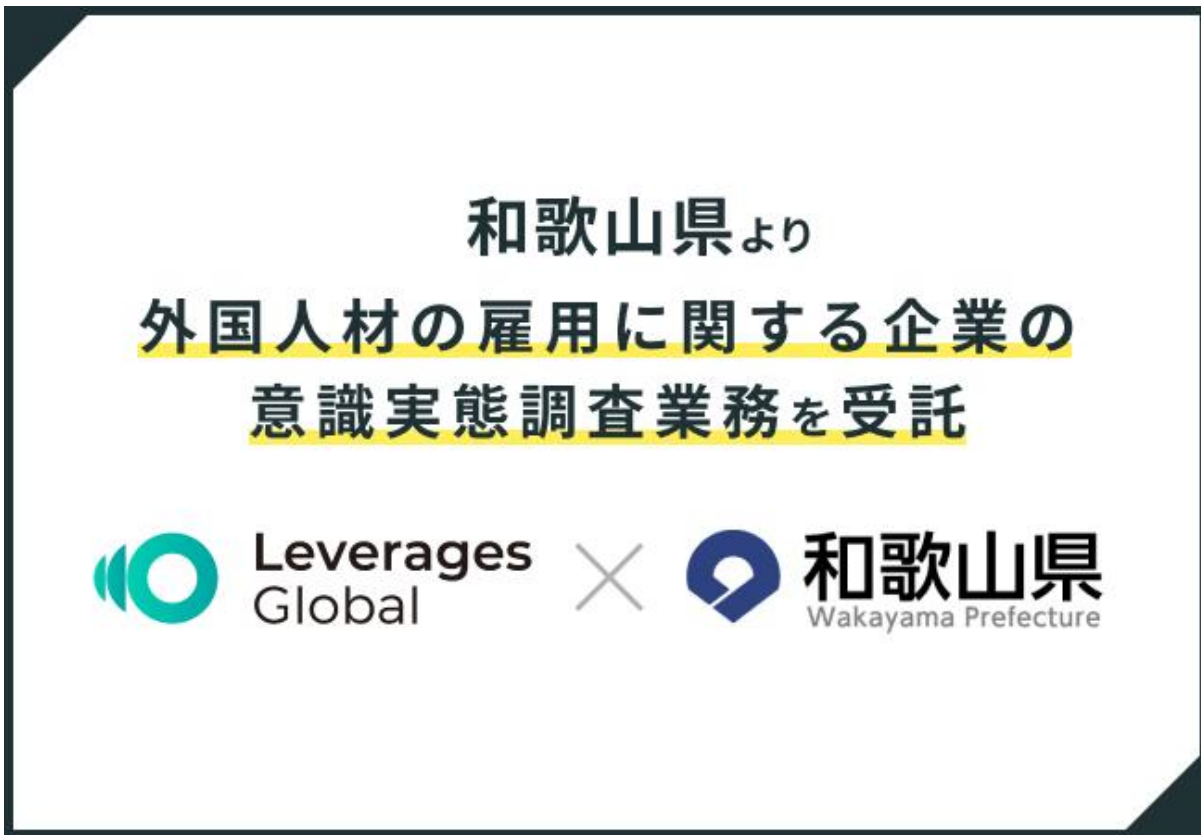 和歌山県より
外国人材の雇用に関する企業の
意識実態調査業務を受託
Leverages
Global
和歌山県
Wakayama Prefecture